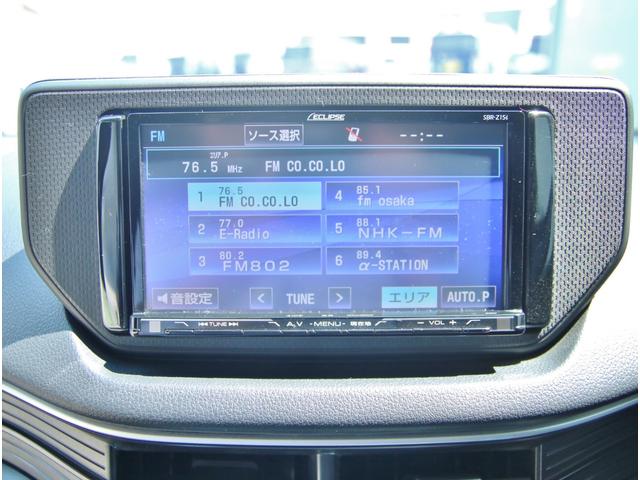 ECLIPSE SBR-Z15i
FM ソース選択 --:--
エリア.P
76.5 MHz FM CO.CO.LO
1 76.5 FM CO.CO.LO
4 85.1 fm osaka
2 77.0 E-Radio
5 88.1 NHK-FM
3 80.2 FM802
6 89.4 α-STATION
音設定 < TUNE > エリア AUTO.P
TUNE A.V -MENU- 現在地 - VOL +